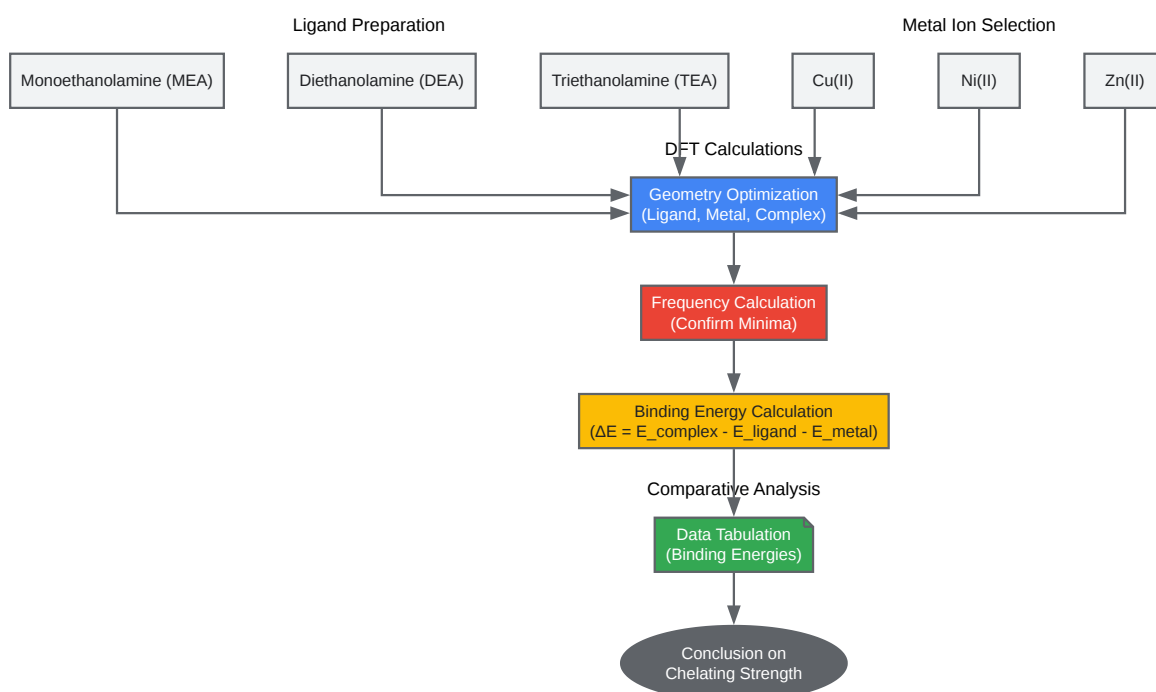 Ligand Preparation
Metal Ion Selection
Monoethanolamine (MEA)
Diethanolamine (DEA)
Triethanolamine (TEA)
Cu(II)
Ni(II)
Zn(II)
DFT Calculations
Geometry Optimization
(Ligand, Metal, Complex)
Frequency Calculation
(Confirm Minima)
Binding Energy Calculation
(ΔE = E_complex - E_ligand - E_metal)
Comparative Analysis
Data Tabulation
(Binding Energies)
Conclusion on
Chelating Strength